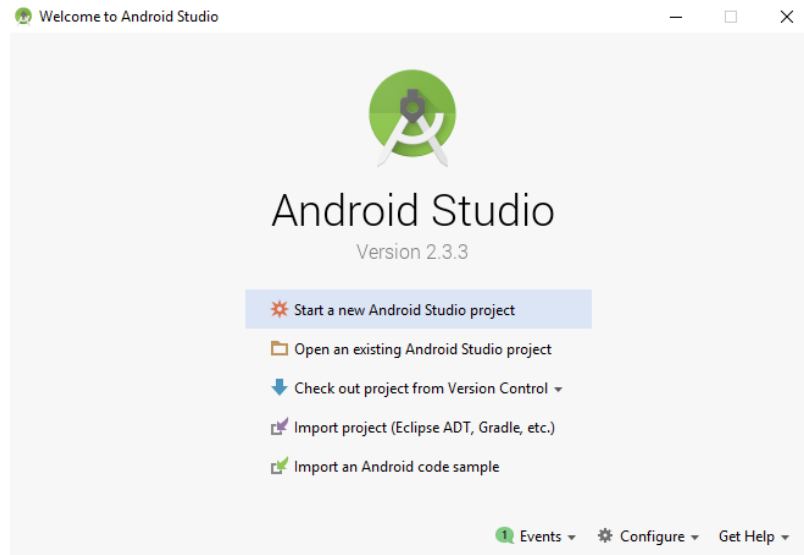 Welcome to Android Studio
Android Studio
Version 2.3.3
Start a new Android Studio project
Open an existing Android Studio project
Check out project from Version Control
Import project (Eclipse ADT, Gradle, etc.)
Import an Android code sample
1 Events Configure Get Help